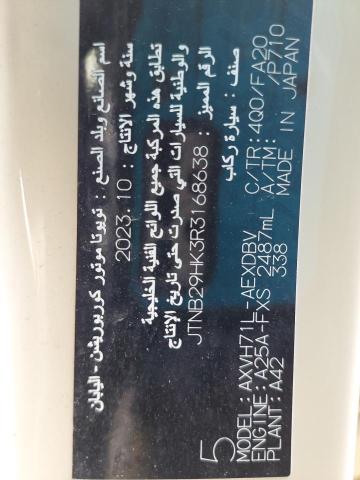 اسم الصانع وبلد الصنع : تويوتا موتور كوربوريشن - اليابان
سنة وشهر الانتاج : 2023.10
تطابق هذه المركبة جميع اللوائح الفنية الخليجية
والوطنية للسيارات التي صدرت حتى تاريخ الإنتاج
الرقم المميز : JTNB29HK3R3168638
صنف : سيارة ركاب
5
MODEL: AXVH71L-AEXDBV C/TR: 4Q0/FA20
ENGINE: A25A-FXS 2487mL A/TM: /P710
PLANT: A42 338 MADE IN JAPAN